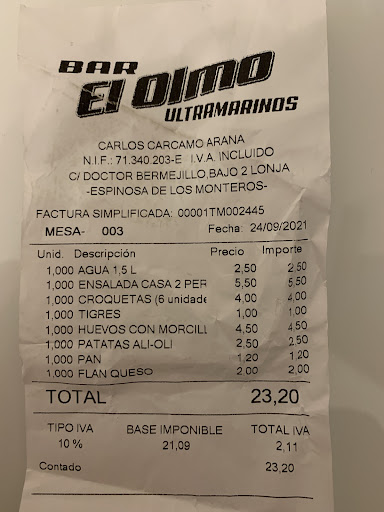 BAR
El Olmo
ULTRAMARINOS
CARLOS CARCAMO ARANA
N.I.F.: 71.340.203-E I.V.A. INCLUIDO
C/ DOCTOR BERMEJILLO,BAJO 2 LONJA
-ESPINOSA DE LOS MONTEROS-
FACTURA SIMPLIFICADA: 00001TM002445
MESA- 003 Fecha: 24/09/2021
Unid. Descripción Precio Importe
1,000 AGUA 1,5 L 2,50 2,50
1,000 ENSALADA CASA 2 PER 5,50 5,50
1,000 CROQUETAS (6 unidade 4,00 4,00
1,000 TIGRES 1,00 1,00
1,000 HUEVOS CON MORCILL 4,50 4,50
1,000 PATATAS ALI-OLI 2,50 2,50
1,000 PAN 1,20 1,20
1,000 FLAN QUESO 2,00 2,00
TOTAL 23,20
TIPO IVA BASE IMPONIBLE TOTAL IVA
10 % 21,09 2,11
Contado 23,20